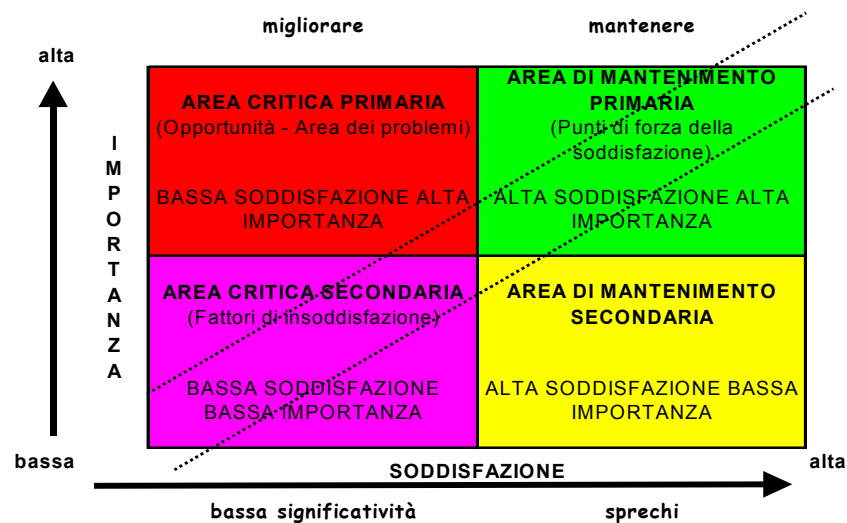 migliorare
mantenere
alta
AREA CRITICA PRIMARIA
(Opportunità - Area dei problemi)
BASSA SODDISFAZIONE ALTA
IMPORTANZA
AREA DI MANTENIMENTO
PRIMARIA
(Punti di forza della
soddisfazione)
ALTA SODDISFAZIONE ALTA
IMPORTANZA
IMPORTANZA
AREA CRITICA SECONDARIA
(Fattori di insoddisfazione)
BASSA SODDISFAZIONE
BASSA IMPORTANZA
AREA DI MANTENIMENTO
SECONDARIA
ALTA SODDISFAZIONE BASSA
IMPORTANZA
bassa
SODDISFAZIONE
alta
bassa significatività
sprechi